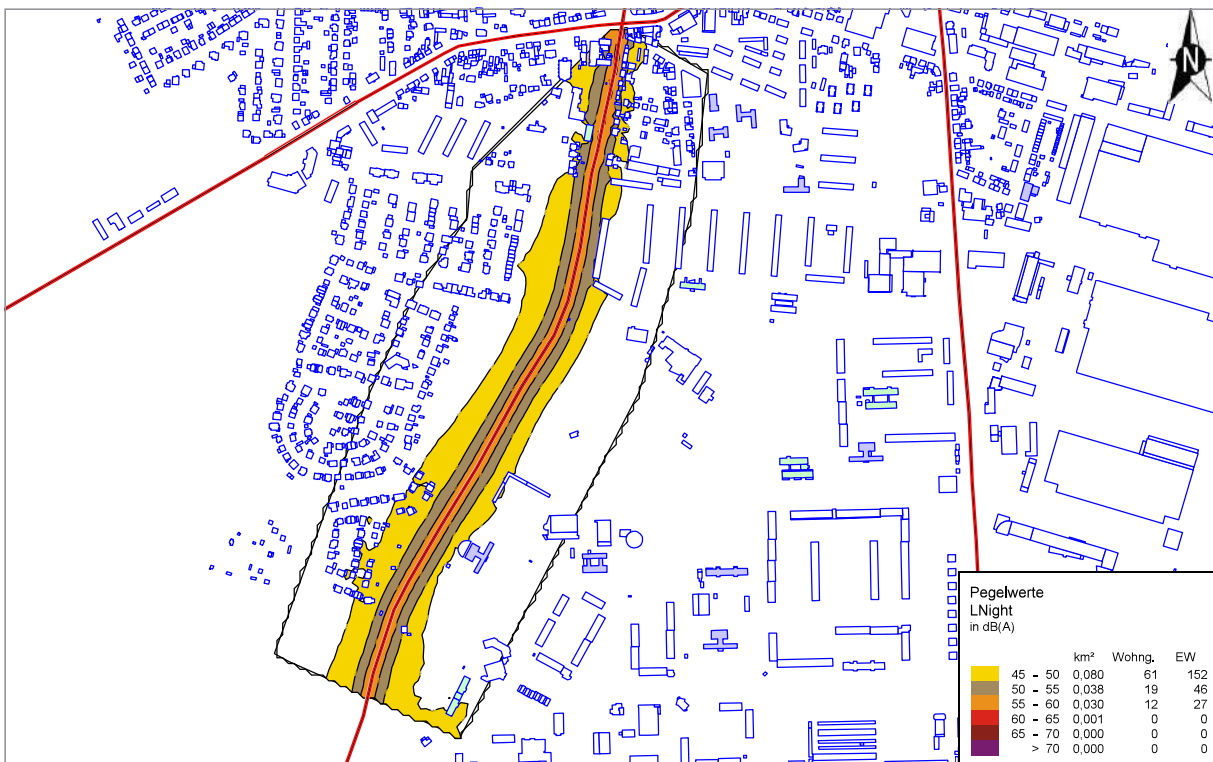 N
Pegelwerte
LNight
in dB(A)
km² Wohng. EW
45 - 50 0,080 61 152
50 - 55 0,038 19 46
55 - 60 0,030 12 27
60 - 65 0,001 0 0
65 - 70 0,000 0 0
> 70 0,000 0 0